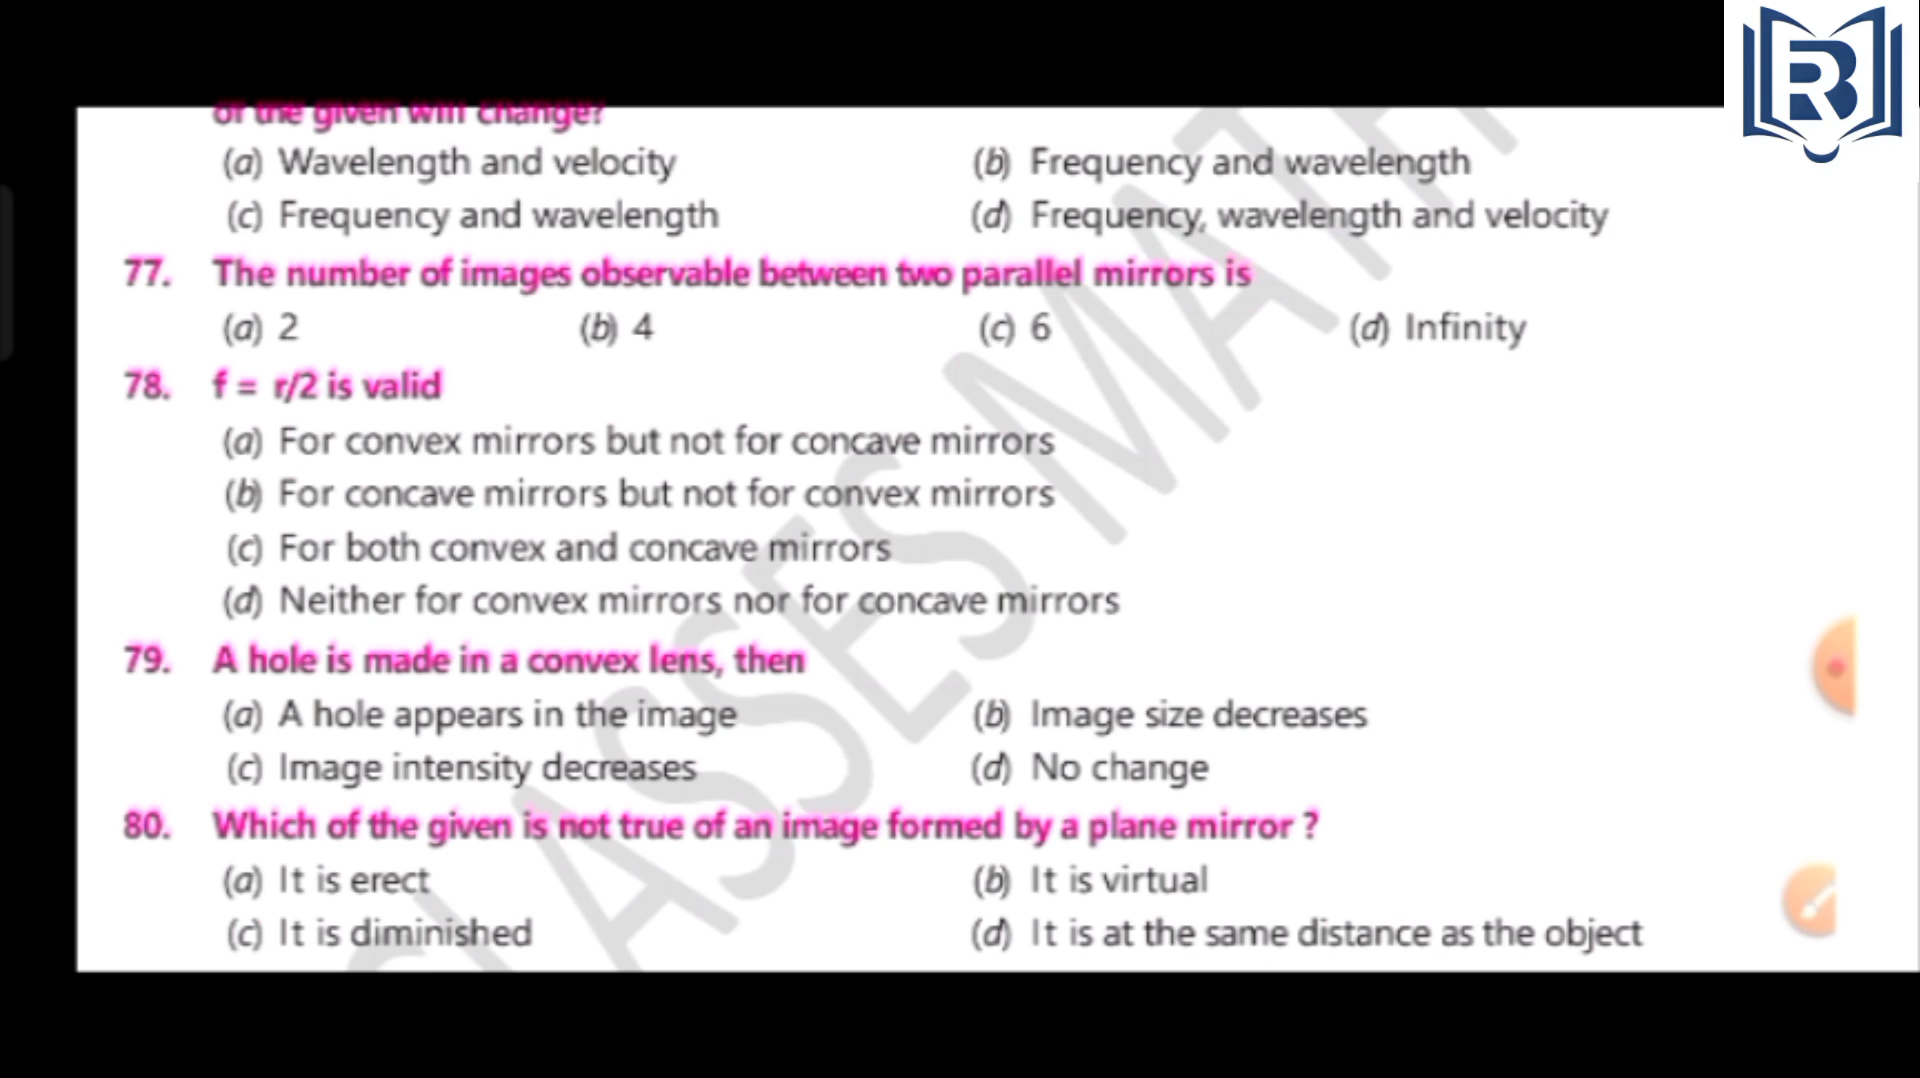 of the given will change?
(a) Wavelength and velocity (b) Frequency and wavelength
(c) Frequency and wavelength (d) Frequency, wavelength and velocity
77. The number of images observable between two parallel mirrors is
(a) 2 (b) 4 (c) 6 (d) Infinity
78. f = r/2 is valid
(a) For convex mirrors but not for concave mirrors
(b) For concave mirrors but not for convex mirrors
(c) For both convex and concave mirrors
(d) Neither for convex mirrors nor for concave mirrors
79. A hole is made in a convex lens, then
(a) A hole appears in the image (b) Image size decreases
(c) Image intensity decreases (d) No change
80. Which of the given is not true of an image formed by a plane mirror ?
(a) It is erect (b) It is virtual
(c) It is diminished (d) It is at the same distance as the object